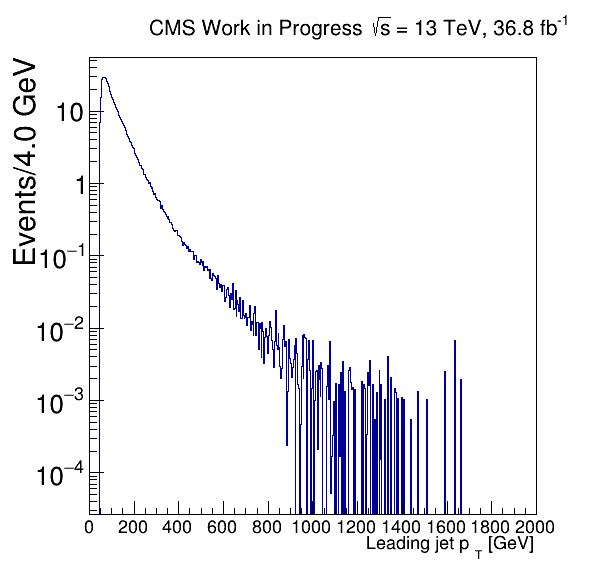 CMS Work in Progress √s = 13 TeV, 36.8 fb⁻¹
Events/4.0 GeV
10
1
10⁻¹
10⁻²
10⁻³
10⁻⁴
0 200 400 600 800 1000 1200 1400 1600 1800 2000
Leading jet p_T [GeV]